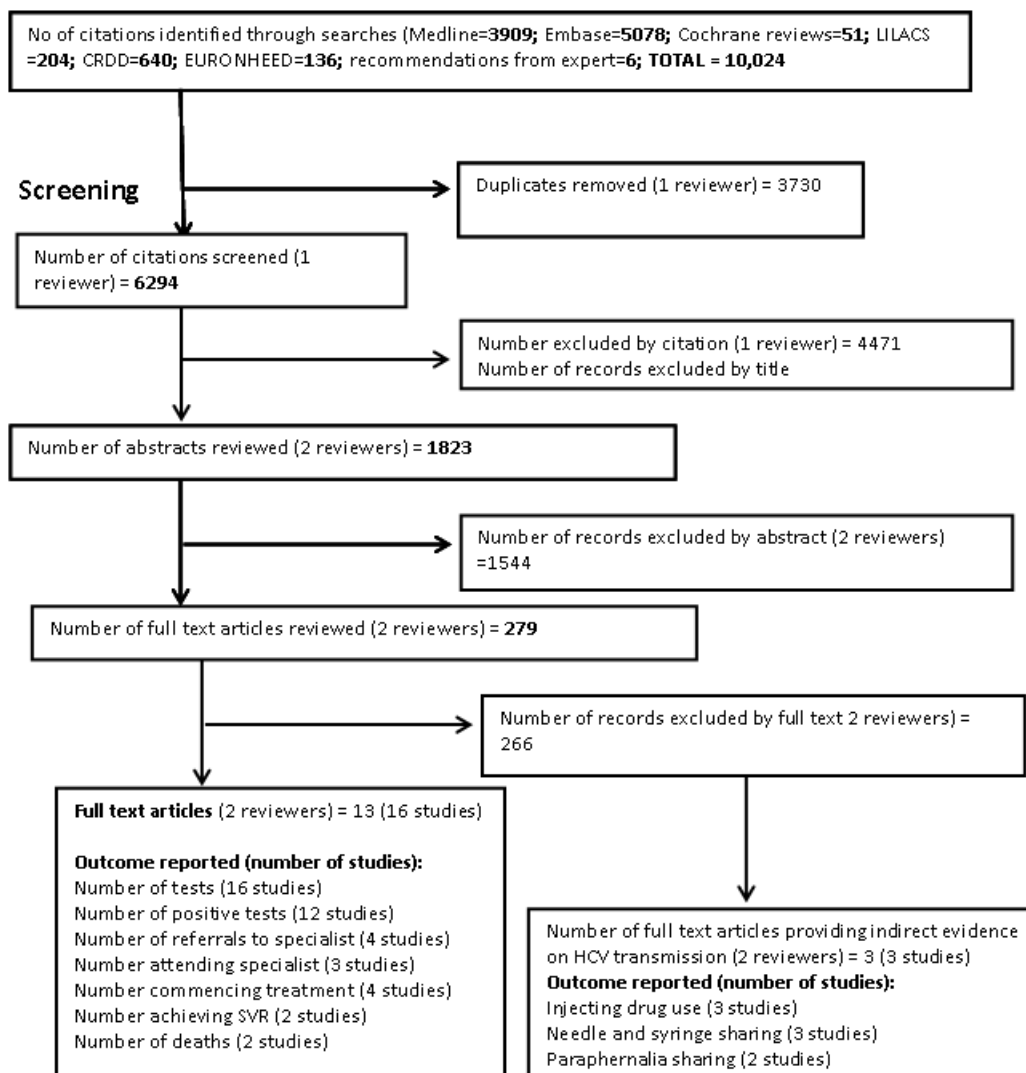 No of citations identified through searches (Medline=3909; Embase=5078; Cochrane reviews=51; LILACS
=204; CRDD=640; EURONHEED=136; recommendations from expert=6; TOTAL = 10,024
Screening
Duplicates removed (1 reviewer) = 3730
Number of citations screened (1
reviewer) = 6294
Number excluded by citation (1 reviewer) = 4471
Number of records excluded by title
Number of abstracts reviewed (2 reviewers) = 1823
Number of records excluded by abstract (2 reviewers)
=1544
Number of full text articles reviewed (2 reviewers) = 279
Number of records excluded by full text 2 reviewers) =
266
Full text articles (2 reviewers) = 13 (16 studies)
Outcome reported (number of studies):
Number of tests (16 studies)
Number of positive tests (12 studies)
Number of referrals to specialist (4 studies)
Number attending specialist (3 studies)
Number commencing treatment (4 studies)
Number achieving SVR (2 studies)
Number of deaths (2 studies)
Number of full text articles providing indirect evidence
on HCV transmission (2 reviewers) = 3 (3 studies)
Outcome reported (number of studies):
Injecting drug use (3 studies)
Needle and syringe sharing (3 studies)
Paraphernalia sharing (2 studies)